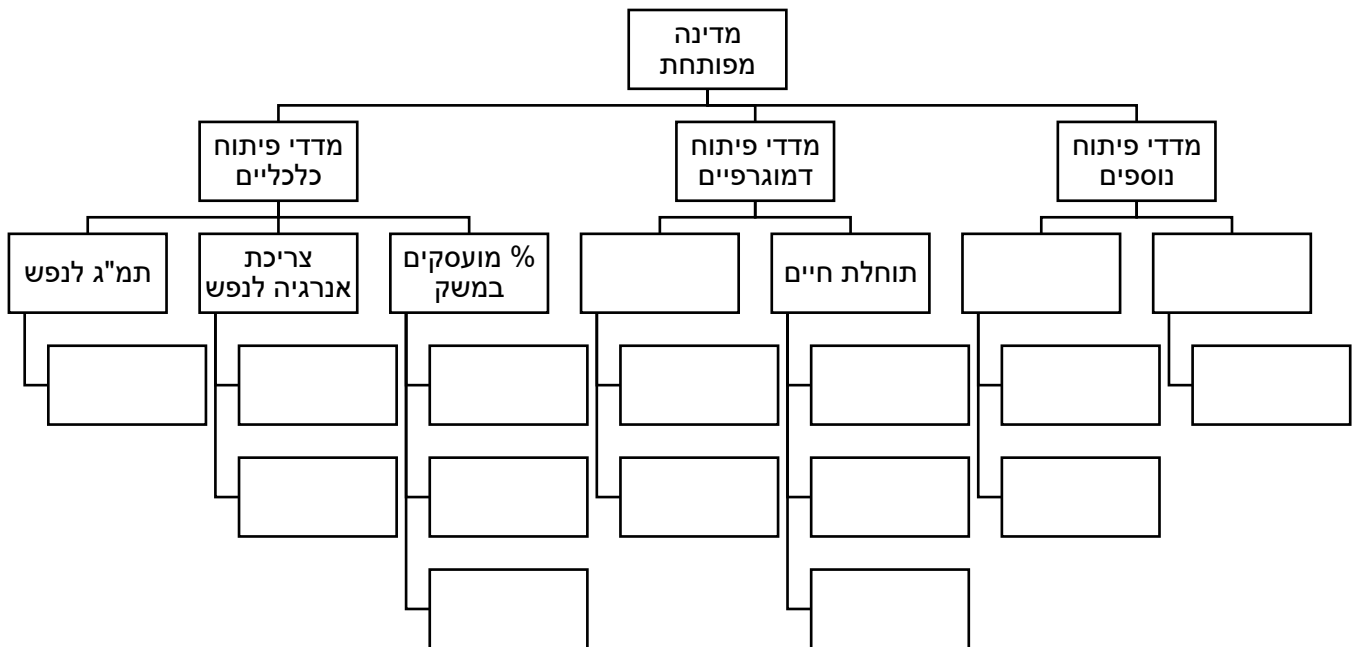 מדינה
מפותחת
מדדי פיתוח
נוספים
מדדי פיתוח
דמוגרפיים
מדדי פיתוח
כלכליים
תוחלת חיים
% מועסקים
במשק
צריכת
אנרגיה לנפש
תמ"ג לנפש